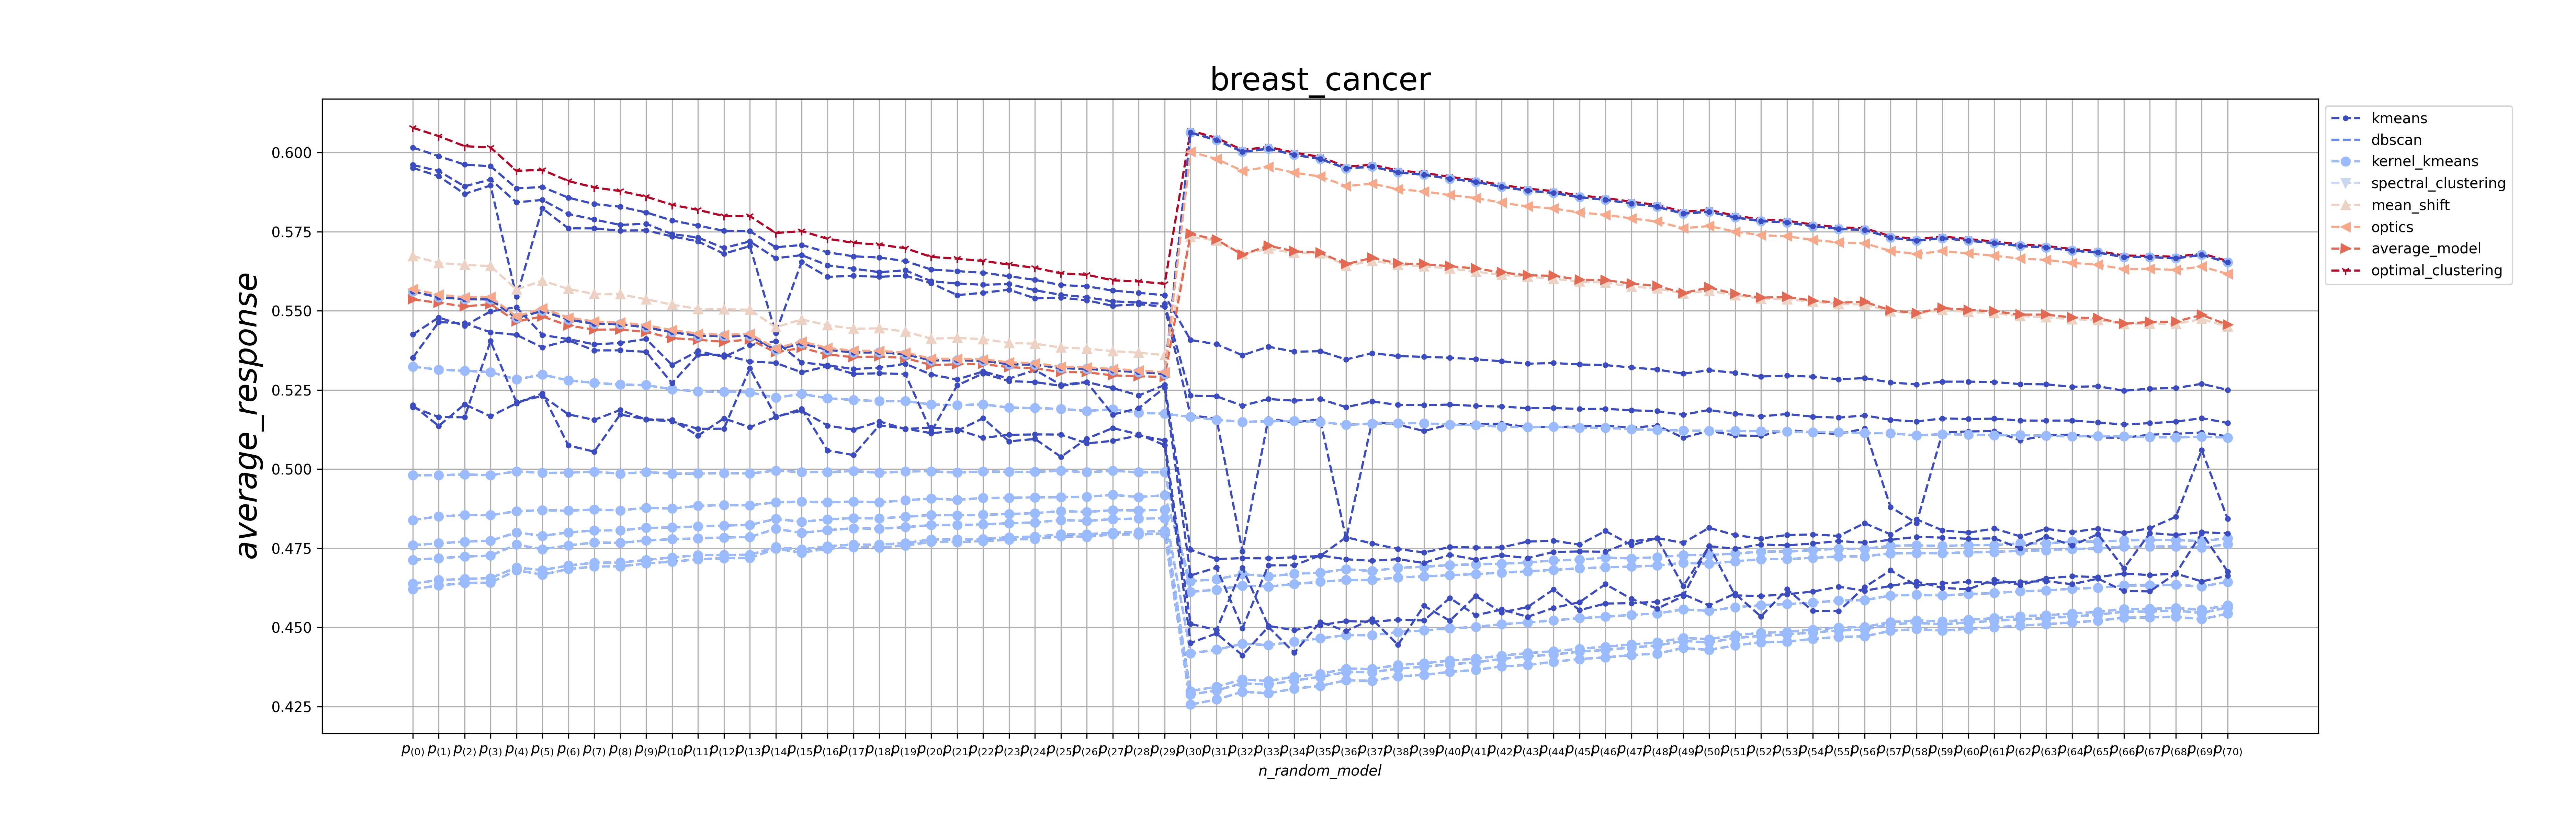 breast_cancer
average_response
0.600
0.575
0.550
0.525
0.500
0.475
0.450
0.425
p(0) p(1) p(2) p(3) p(4) p(5) p(6) p(7) p(8) p(9) p(10 p(11 p(12 p(13 p(14 p(15 p(16 p(17 p(18 p(19 p(20 p(21 p(22 p(23 p(24 p(25 p(26 p(27 p(28 p(29 p(30 p(31 p(32 p(33 p(34 p(35 p(36 p(37 p(38 p(39 p(40 p(41 p(42 p(43 p(44 p(45 p(46 p(47 p(48 p(49 p(50 p(51 p(52 p(53 p(54 p(55 p(56 p(57 p(58 p(59 p(60 p(61 p(62 p(63 p(64 p(65 p(66 p(67 p(68 p(69 p(70)
n_random_model
kmeans
dbscan
kernel_kmeans
spectral_clustering
mean_shift
optics
average_model
optimal_clustering